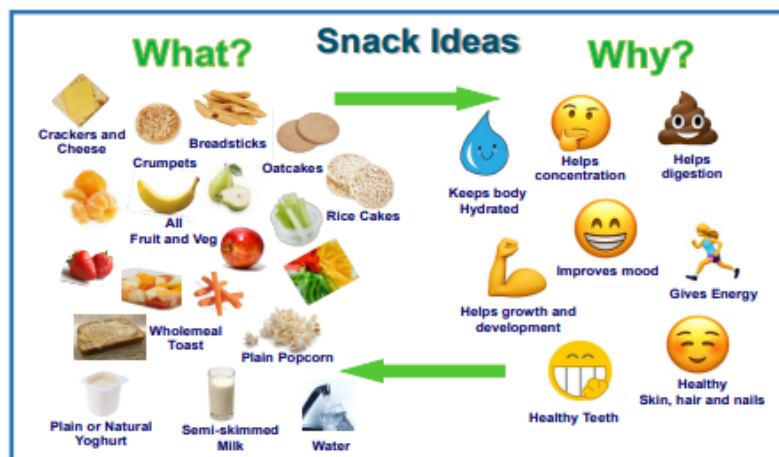 Snack Ideas
What?
Why?
Crackers and
Cheese
Crumpets
Breadsticks
Oatcakes
Rice Cakes
All
Fruit and Veg
Wholemeal
Toast
Plain Popcorn
Plain or Natural
Yoghurt
Semi-skimmed
Milk
Water
Keeps body
Hydrated
Helps
concentration
Helps
digestion
Improves mood
Gives Energy
Helps growth and
development
Healthy Teeth
Healthy
Skin, hair and nails